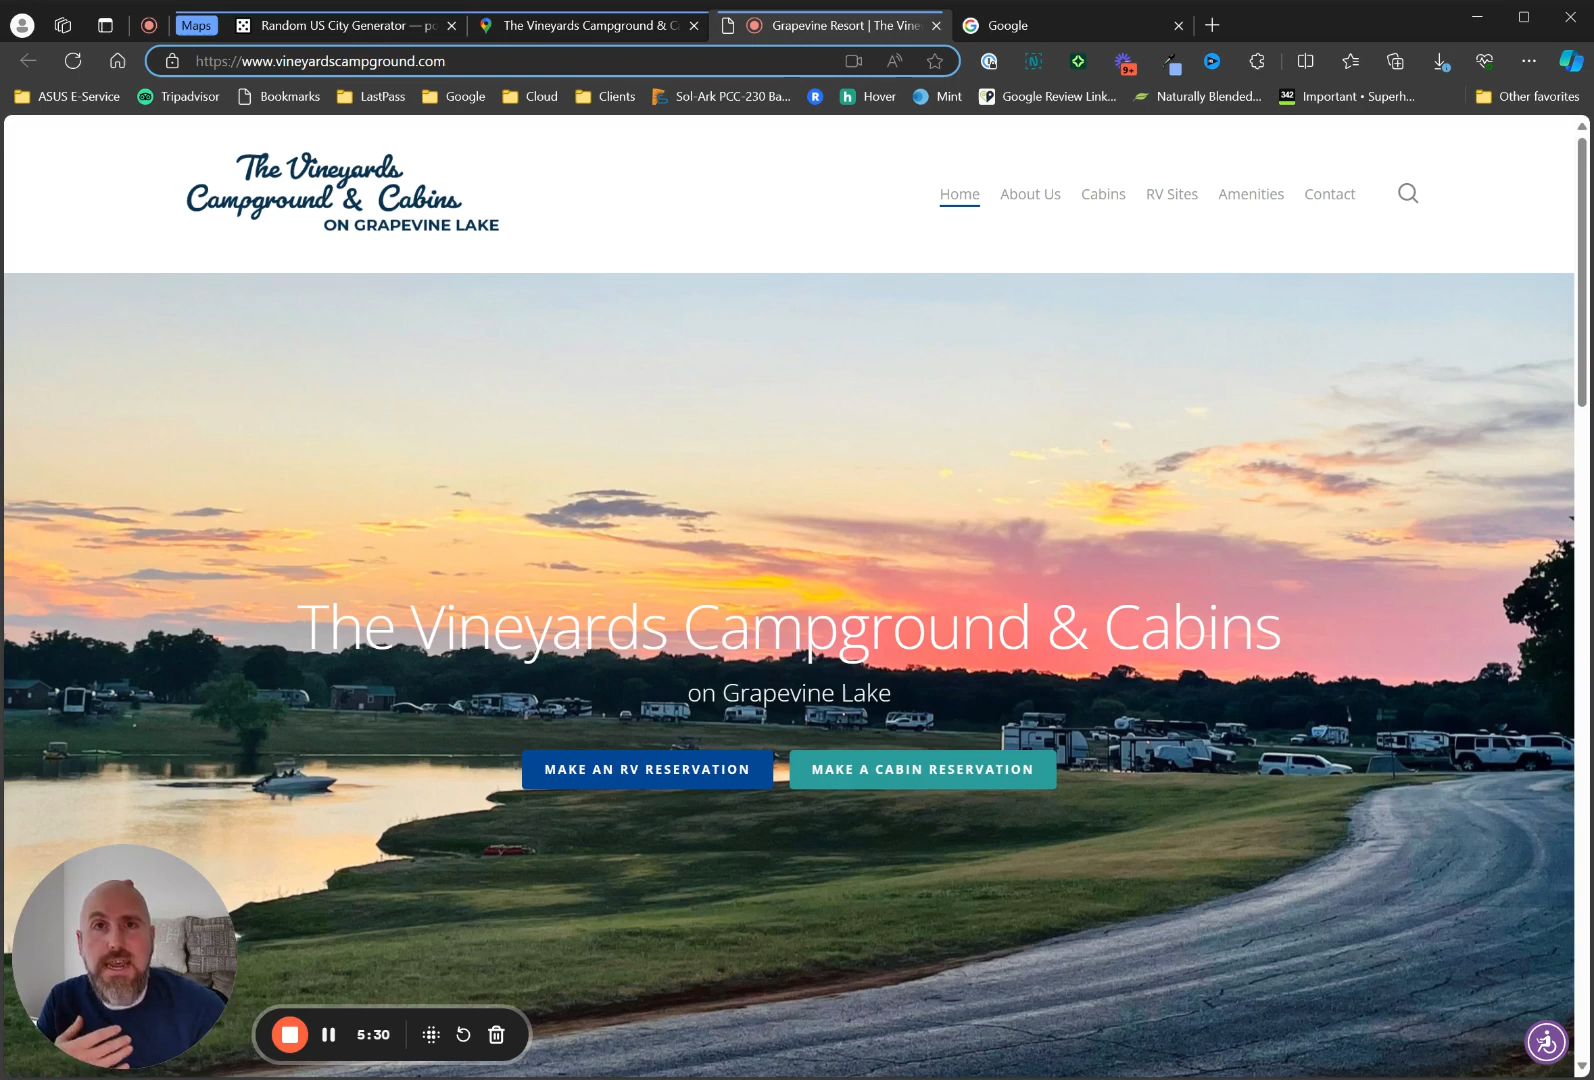 Maps
Random US City Generator — po
The Vineyards Campground & C
Grapevine Resort | The Vine
Google
https://www.vineyardscampground.com
9+
ASUS E-Service
Tripadvisor
Bookmarks
LastPass
Google
Cloud
Clients
Sol-Ark PCC-230 Ba...
R
h
Hover
Mint
Google Review Link...
Naturally Blended...
342
Important • Superh...
Other favorites
The Vineyards
Campground & Cabins
ON GRAPEVINE LAKE
Home
About Us
Cabins
RV Sites
Amenities
Contact
The Vineyards Campground & Cabins
on Grapevine Lake
MAKE AN RV RESERVATION
MAKE A CABIN RESERVATION
5:30